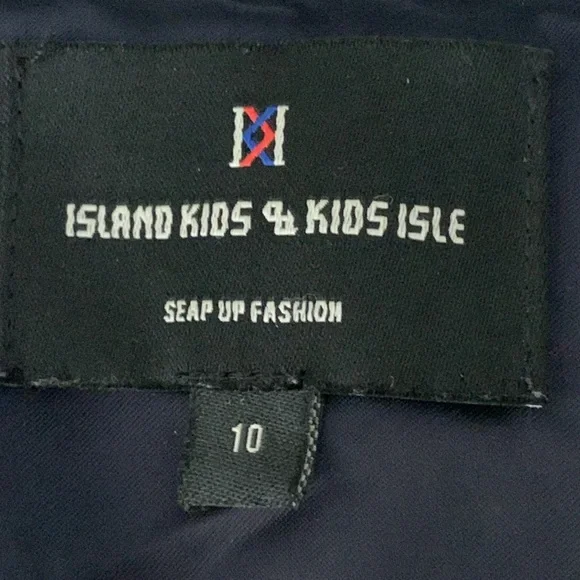 ISLAND KIDS & KIDS ISLE
SEAP UP FASHION
10